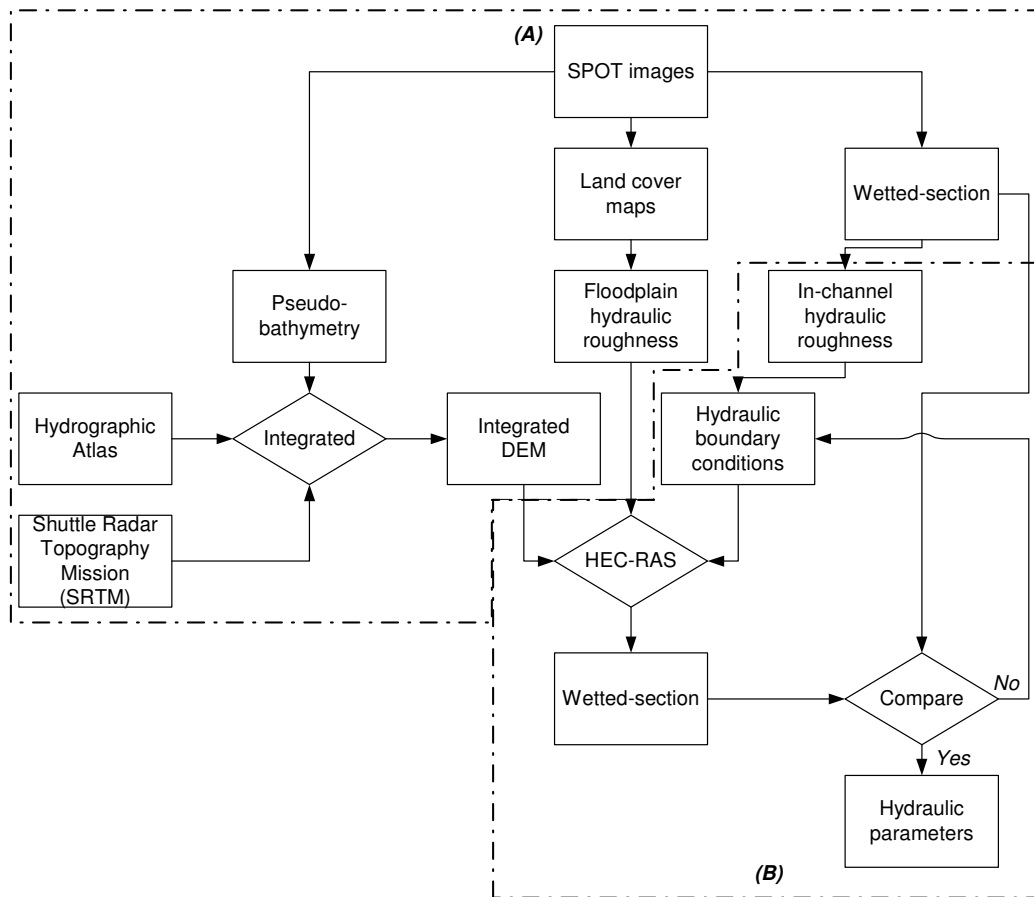 (A)
SPOT images
Land cover
maps
Wetted-section
Pseudo-
bathymetry
Floodplain
hydraulic
roughness
In-channel
hydraulic
roughness
Hydrographic
Atlas
Integrated
Integrated
DEM
Hydraulic
boundary
conditions
Shuttle Radar
Topography
Mission
(SRTM)
HEC-RAS
Wetted-section
Compare
No
Yes
Hydraulic
parameters
(B)